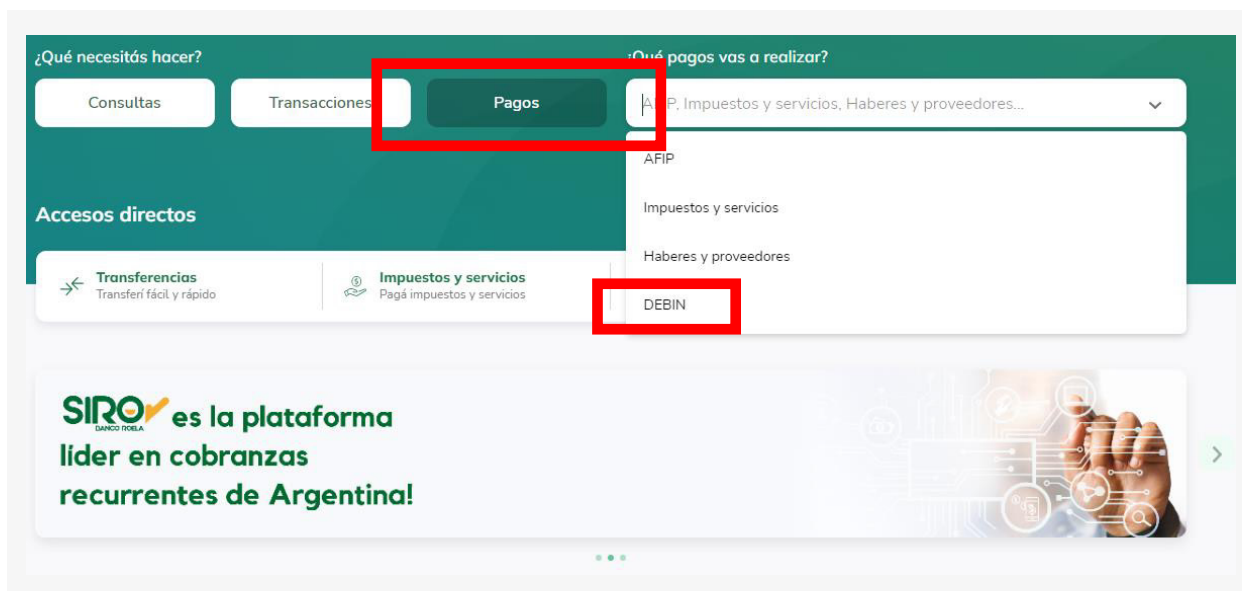 ¿Qué necesitás hacer?
Consultas
Transacciones
Pagos
¿Qué pagos vas a realizar?
AFIP, Impuestos y servicios, Haberes y proveedores...
AFIP
Impuestos y servicios
Haberes y proveedores
DEBIN
Accesos directos
Transferencias
Transferí fácil y rápido
Impuestos y servicios
Pagá impuestos y servicios
SIRO es la plataforma
BANCO ROELA
líder en cobranzas
recurrentes de Argentina!